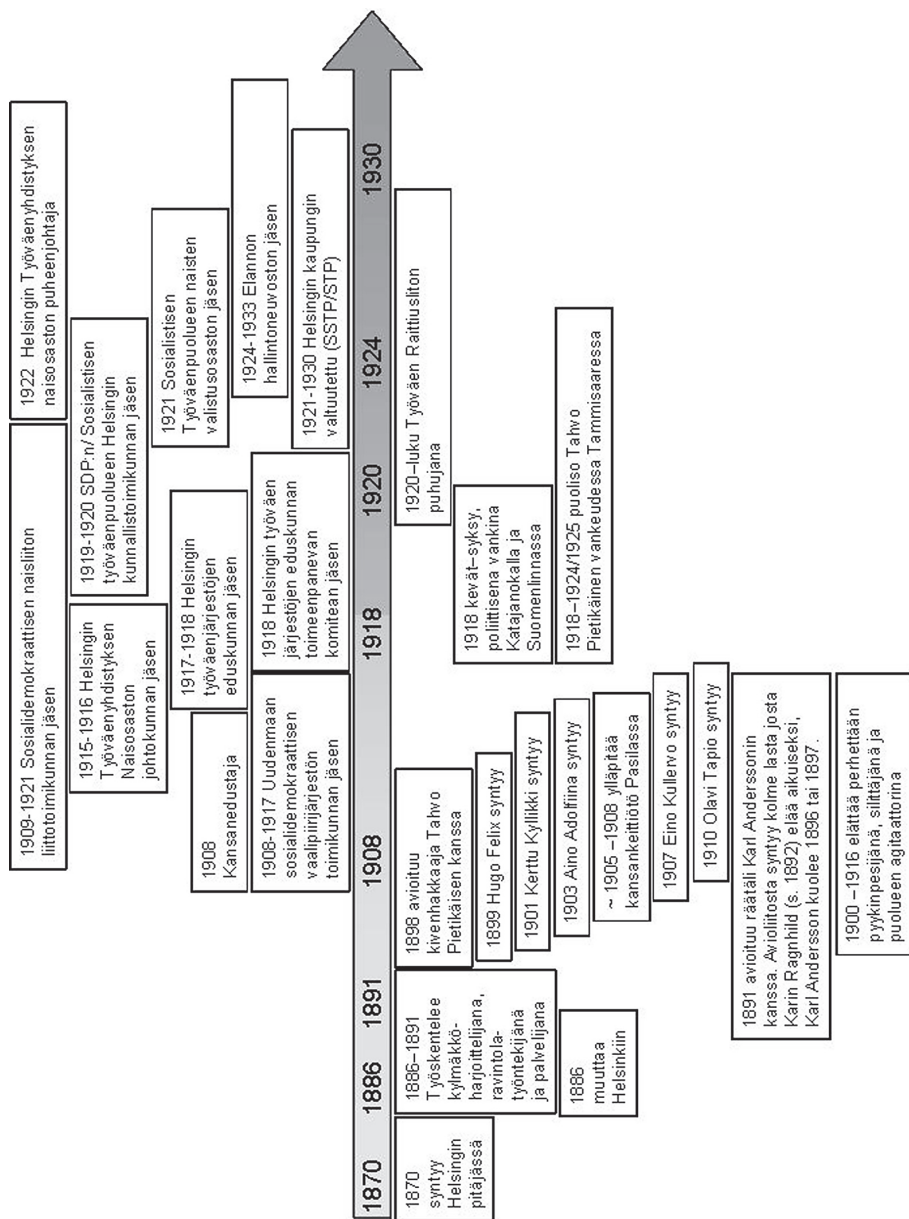 1909-1921 Sosialidemokraattisen naisliiton
liittotoimikunnan jäsen
1922 Helsingin Työväenyhdistyksen
naisosaston puheenjohtaja
1915-1916 Helsingin
Työväenyhdistyksen
Naisosaston
johtokunnan jäsen
1919-1920 SDP:n/ Sosialistisen
työväenpuolueen Helsingin
kunnallistoimikunnan jäsen
1908
Kansanedustaja
1917-1918 Helsingin
työväenjärjestöjen
eduskunnan jäsen
1921 Sosialistisen
Työväenpuolueen naisten
valistusosaston jäsen
1924-1933 Elannon
hallintoneuvoston jäsen
1908-1917 Uudenmaan
sosialidemokraattisen
vaalipiirijärjestön
toimikunnan jäsen
1918 Helsingin työväen
järjestöjen eduskunnan
toimeenpanevan
komitean jäsen
1921-1930 Helsingin kaupungin
valtuutettu (SSTP/STP)
1870 1886 1891 1908 1918 1920 1924 1930
1870
syntyy
Helsingin
pitäjässä
1886–1891
Työskentelee
kylmäkkö-
harjoittelijana,
ravintola-
työntekijänä
ja palvelijana
1886
muuttaa
Helsinkiin
1898 avioituu
kivenhakkaaja Tahvo
Pietikäisen kanssa
1899 Hugo Felix syntyy
1901 Kerttu Kyllikki syntyy
1903 Aino Adolfiina syntyy
~ 1905 –1908 ylläpitää
kansankeittiötö Pasilassa
1907 Eino Kullervo syntyy
1910 Olavi Tapio syntyy
1891 avioituu räätäli Karl Anderssonin
kanssa. Avioliitosta syntyy kolme lasta josta
Karin Ragnhild (s. 1892) elää aikuiseksi,
Karl Andersson kuolee 1896 tai 1897.
1900 –1916 elättää perhettään
pyykinpesijänä, silittäjänä ja
puolueen agitaattorina
1920–luku Työväen Raittiusliton
puhujana
1918 kevät–syksy,
poliittisena vankina
Katajanokalla ja
Suomenlinnassa
1918–1924/1925 puoliso Tahvo
Pietikäinen vankeudessa Tammisaaressa